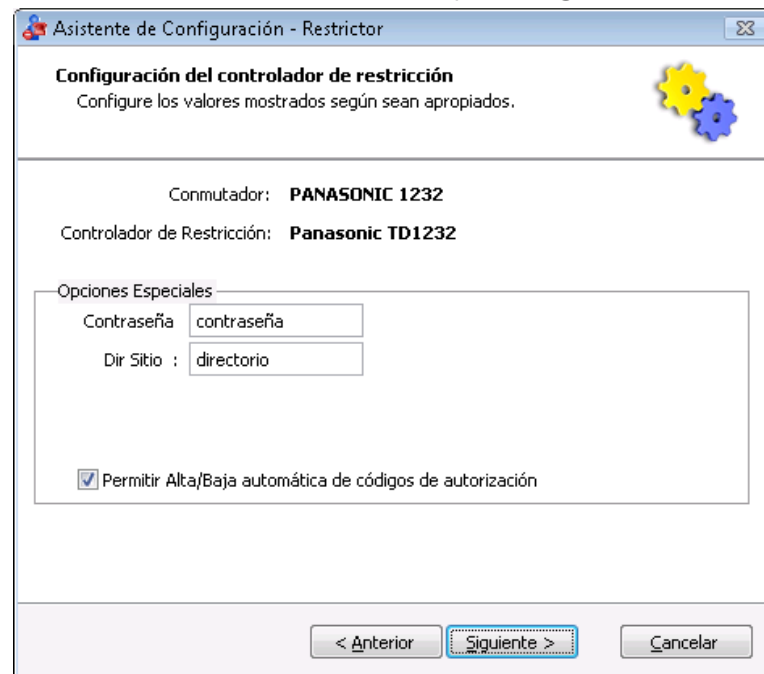 Asistente de Configuración - Restrictor
Configuración del controlador de restricción
Configure los valores mostrados según sean apropiados.
Conmutador: PANASONIC 1232
Controlador de Restricción: Panasonic TD1232
Opciones Especiales
Contraseña contraseña
Dir Sitio : directorio
Permitir Alta/Baja automática de códigos de autorización
< Anterior Siguiente > Cancelar